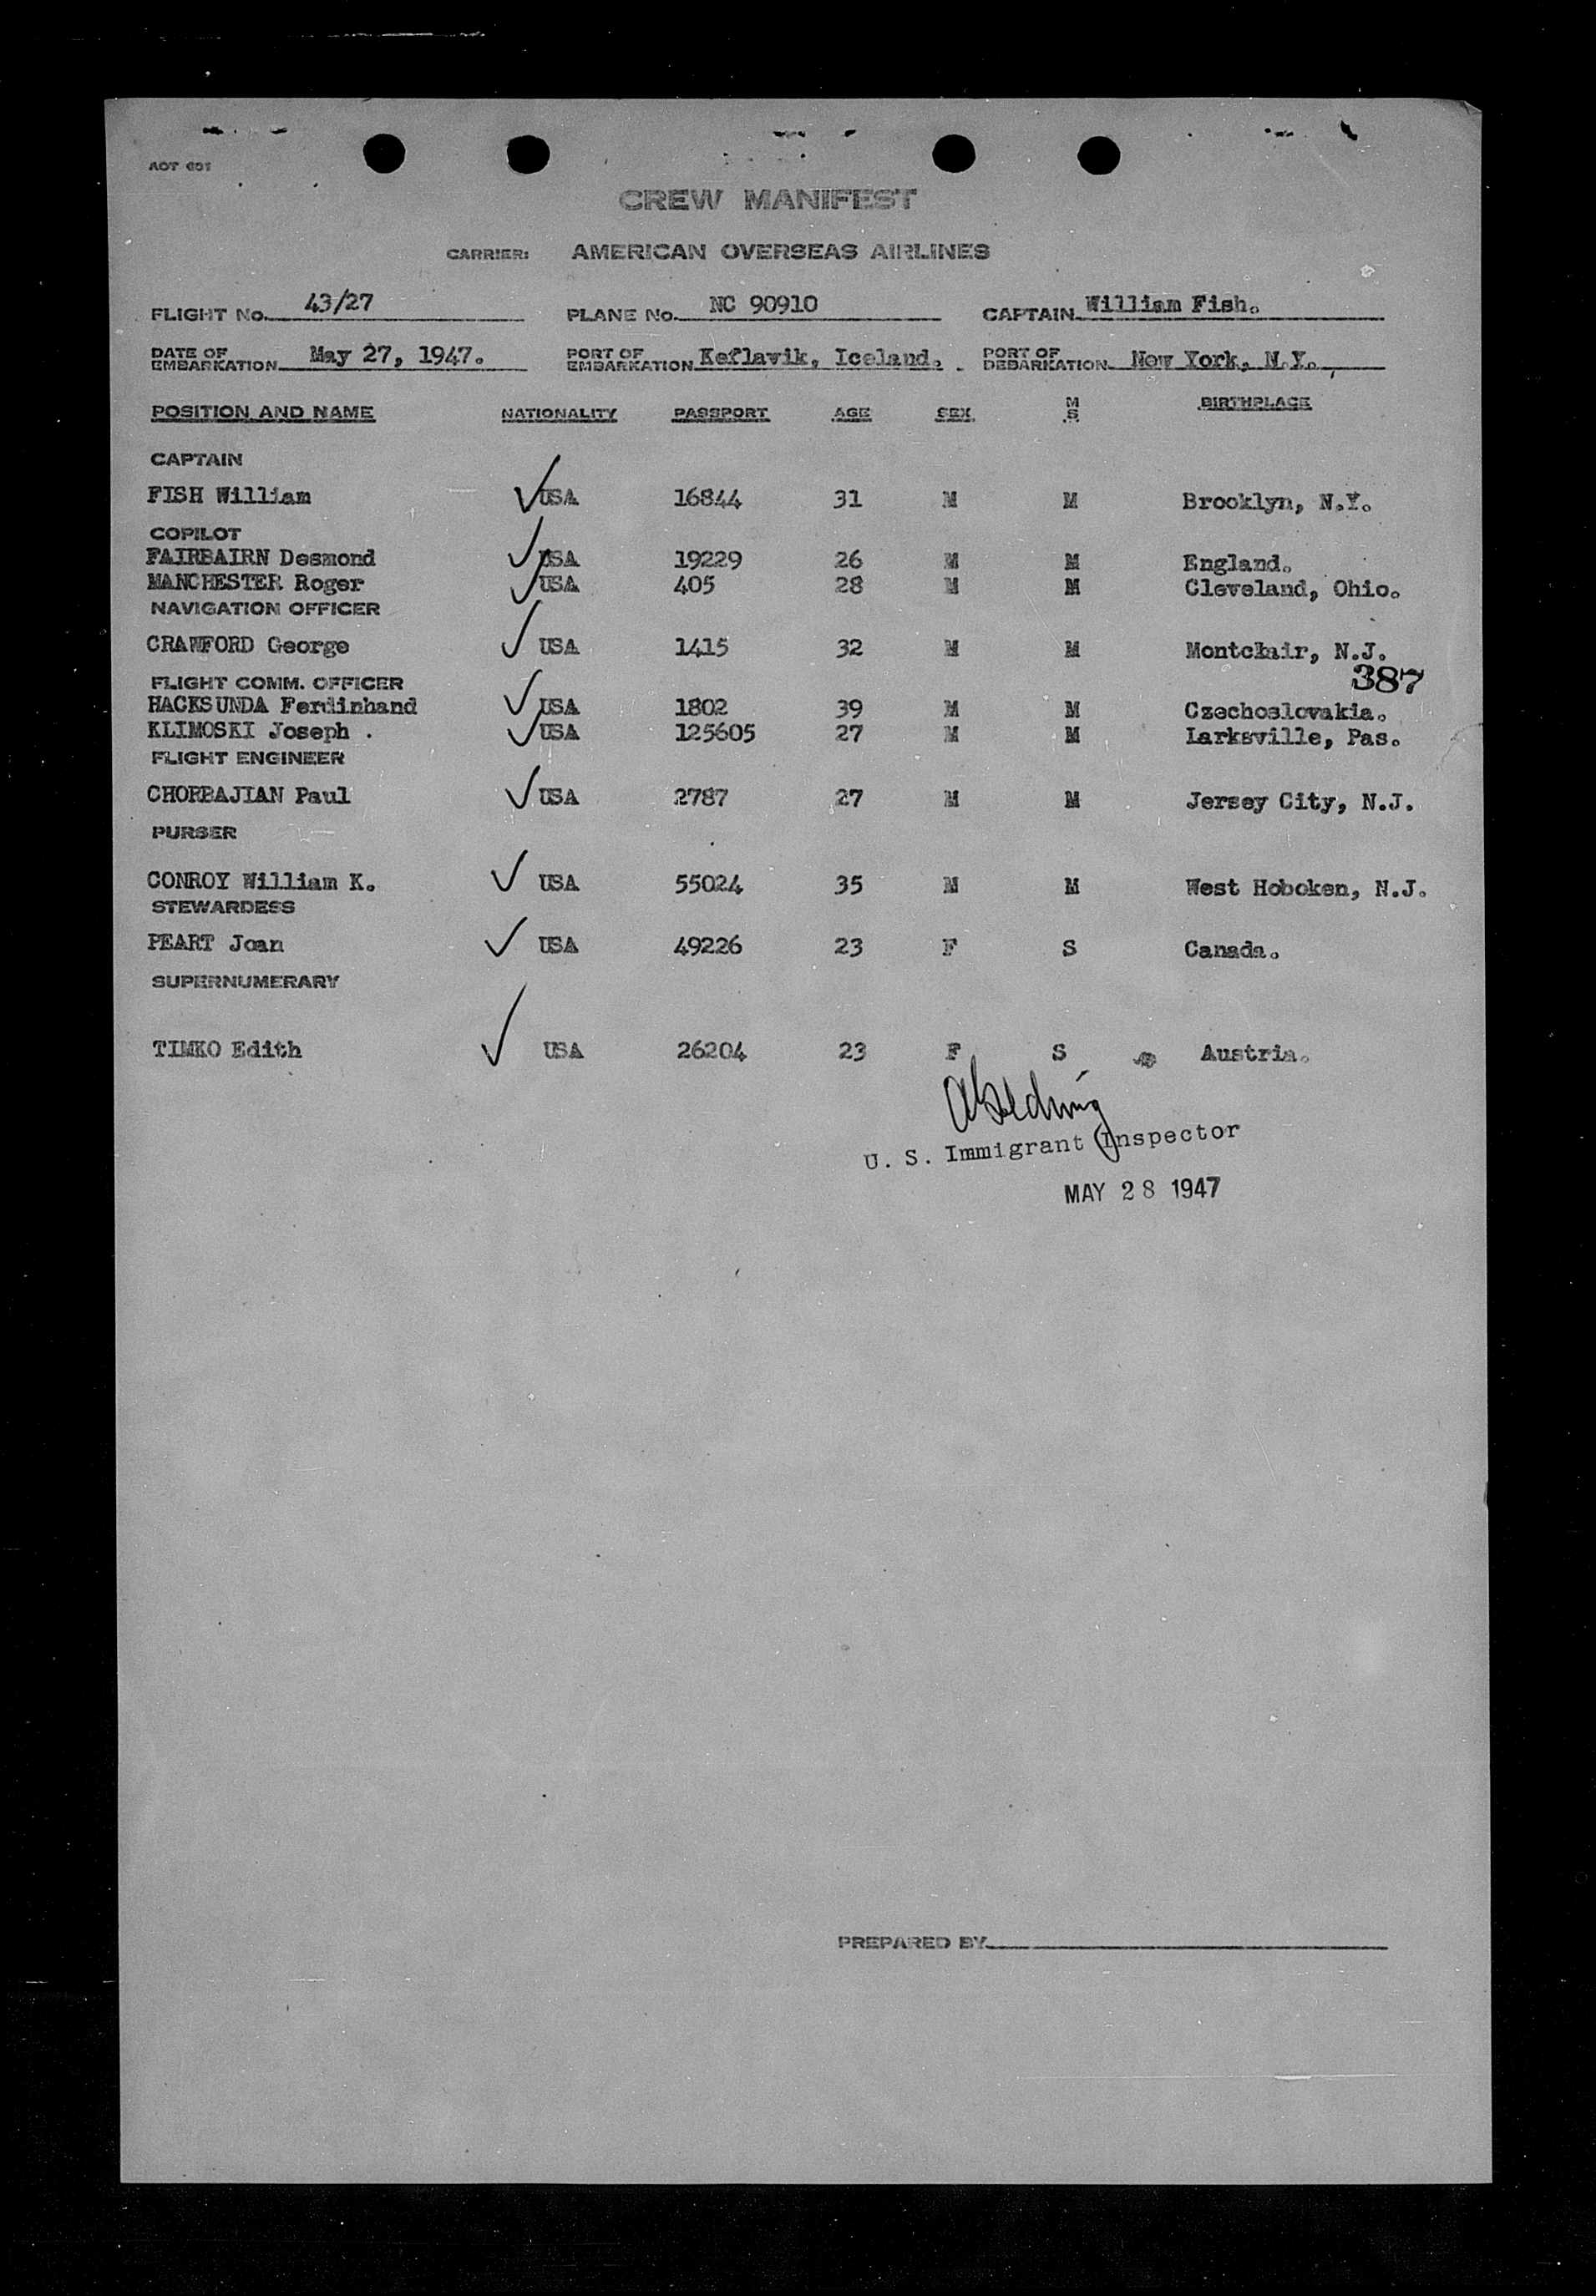 AOT 601
CREW MANIFEST
CARRIER: AMERICAN OVERSEAS AIRLINES
FLIGHT No. 43/27 PLANE No. NC 90910 CAPTAIN William Fish.
DATE OF EMBARKATION May 27, 1947. PORT OF EMBARKATION Keflavik, Iceland. PORT OF DEBARKATION New York, N.Y.
POSITION AND NAME NATIONALITY PASSPORT AGE SEX M S BIRTHPLACE
CAPTAIN
FISH William USA 16844 31 M M Brooklyn, N.Y.
COPILOT
FAIRBAIRN Desmond USA 19229 26 M M England.
MANCHESTER Roger USA 405 28 M M Cleveland, Ohio.
NAVIGATION OFFICER
CRAWFORD George USA 1415 32 M M Montclair, N.J.
387
FLIGHT COMM. OFFICER
HACKSUNDA Ferdinhand USA 1802 39 M M Czechoslovakia.
KLIMOSKI Joseph . USA 125605 27 M M Larksville, Pas.
FLIGHT ENGINEER
CHORBAJIAN Paul USA 2787 27 M M Jersey City, N.J.
PURSER
CONROY William K. USA 55024 35 M M West Hoboken, N.J.
STEWARDESS
PEART Joan USA 49226 23 F S Canada.
SUPERNUMERARY
TIMKO Edith USA 26204 23 F S Austria.
U. S. Immigrant Inspector
MAY 28 1947
PREPARED BY